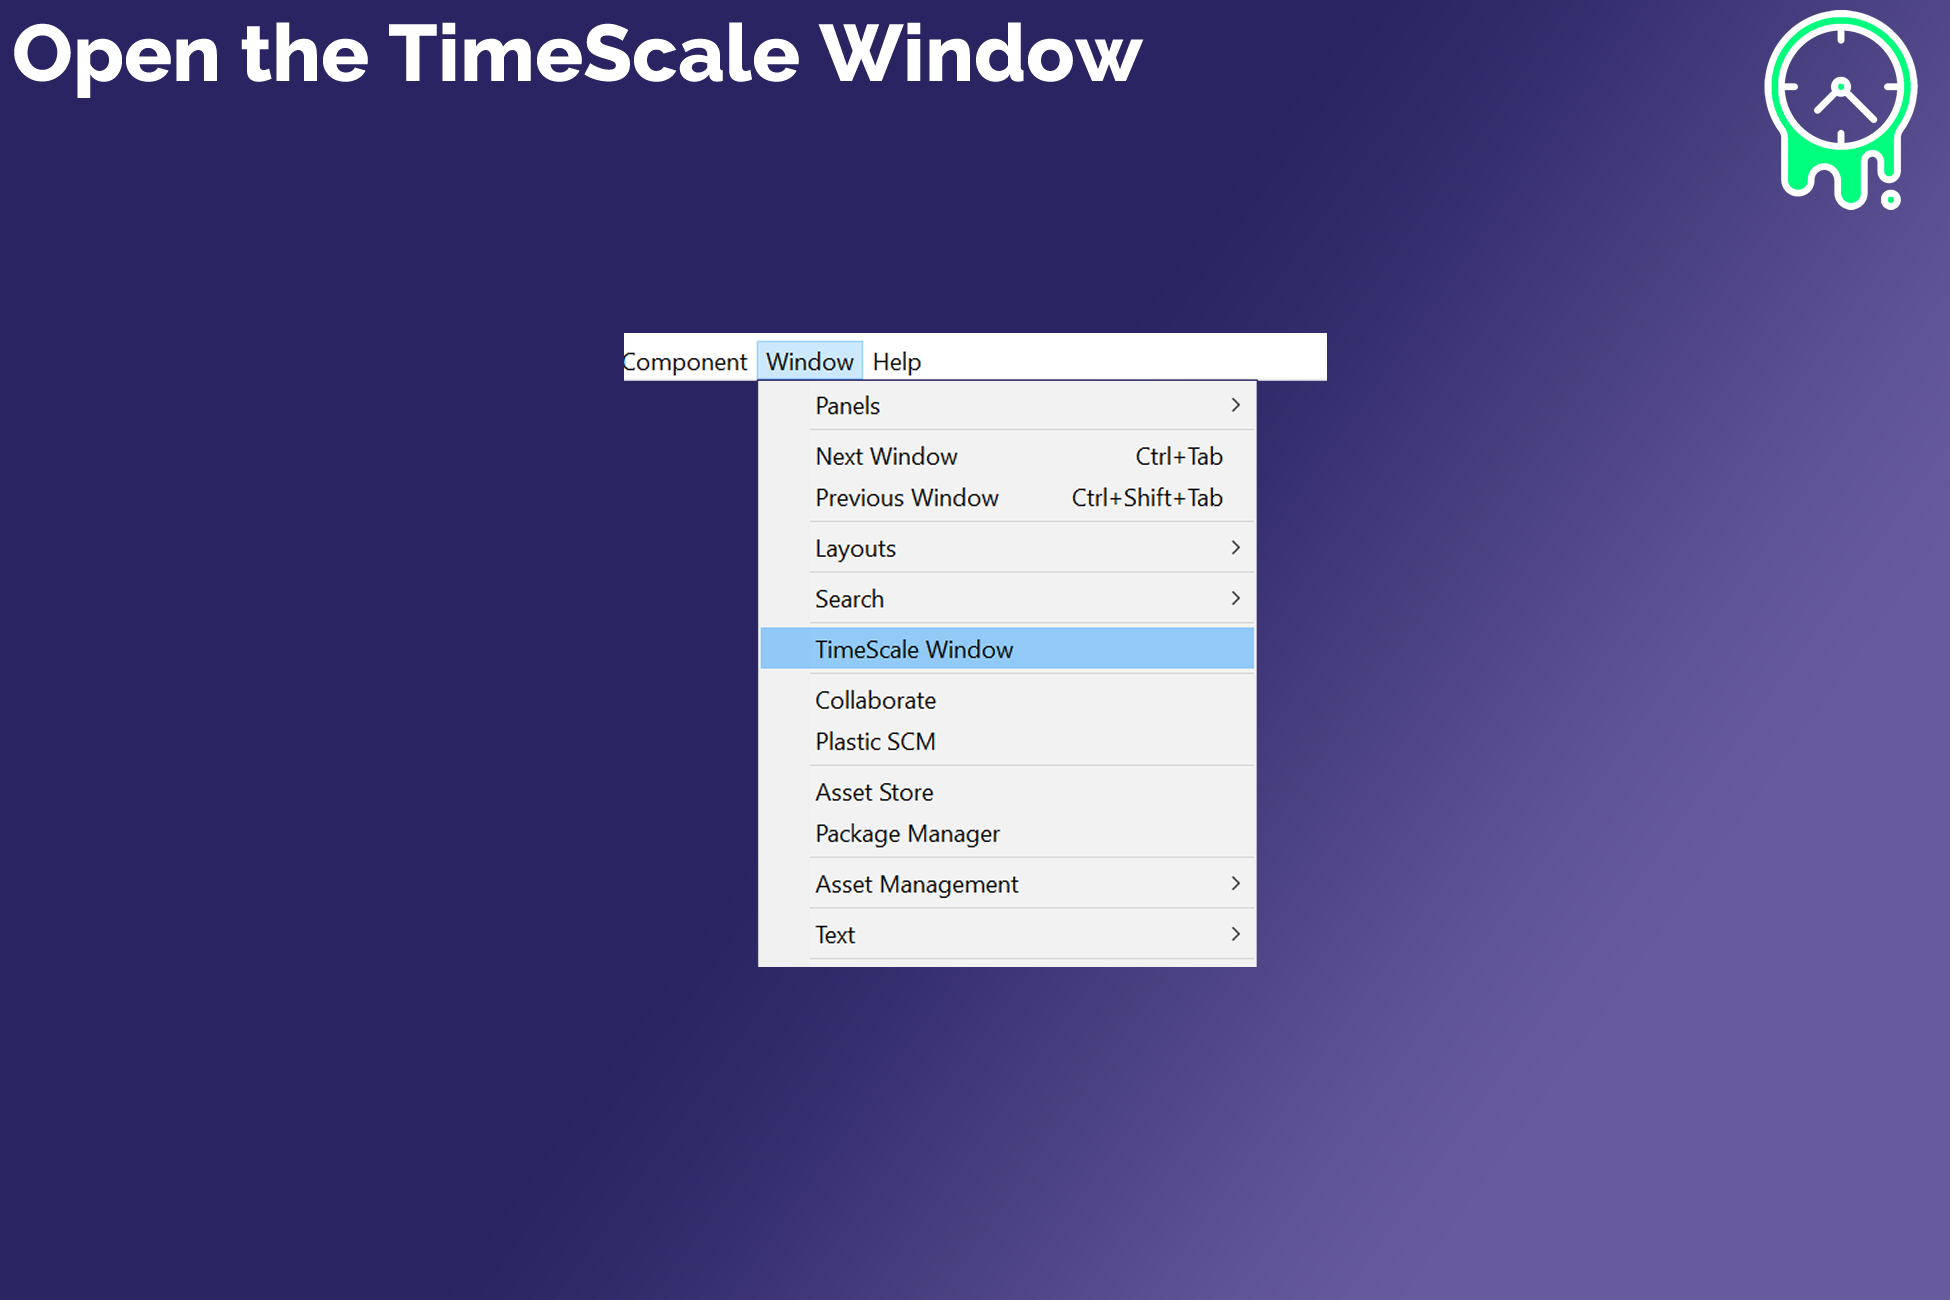 Open the TimeScale Window
Component Window Help
Panels
Next Window Ctrl+Tab
Previous Window Ctrl+Shift+Tab
Layouts
Search
TimeScale Window
Collaborate
Plastic SCM
Asset Store
Package Manager
Asset Management
Text